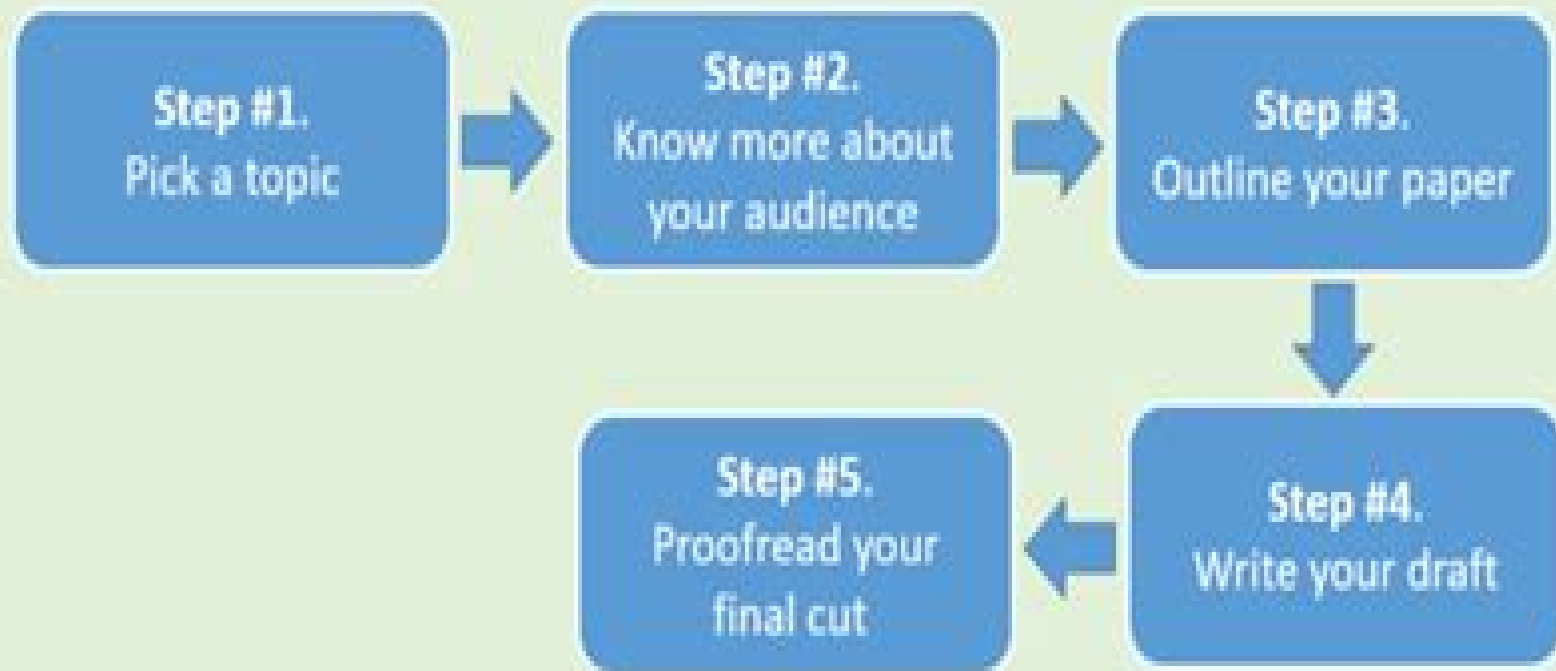 Step #1.
Pick a topic
Step #2.
Know more about
your audience
Step #3.
Outline your paper
Step #4.
Write your draft
Step #5.
Proofread your
final cut